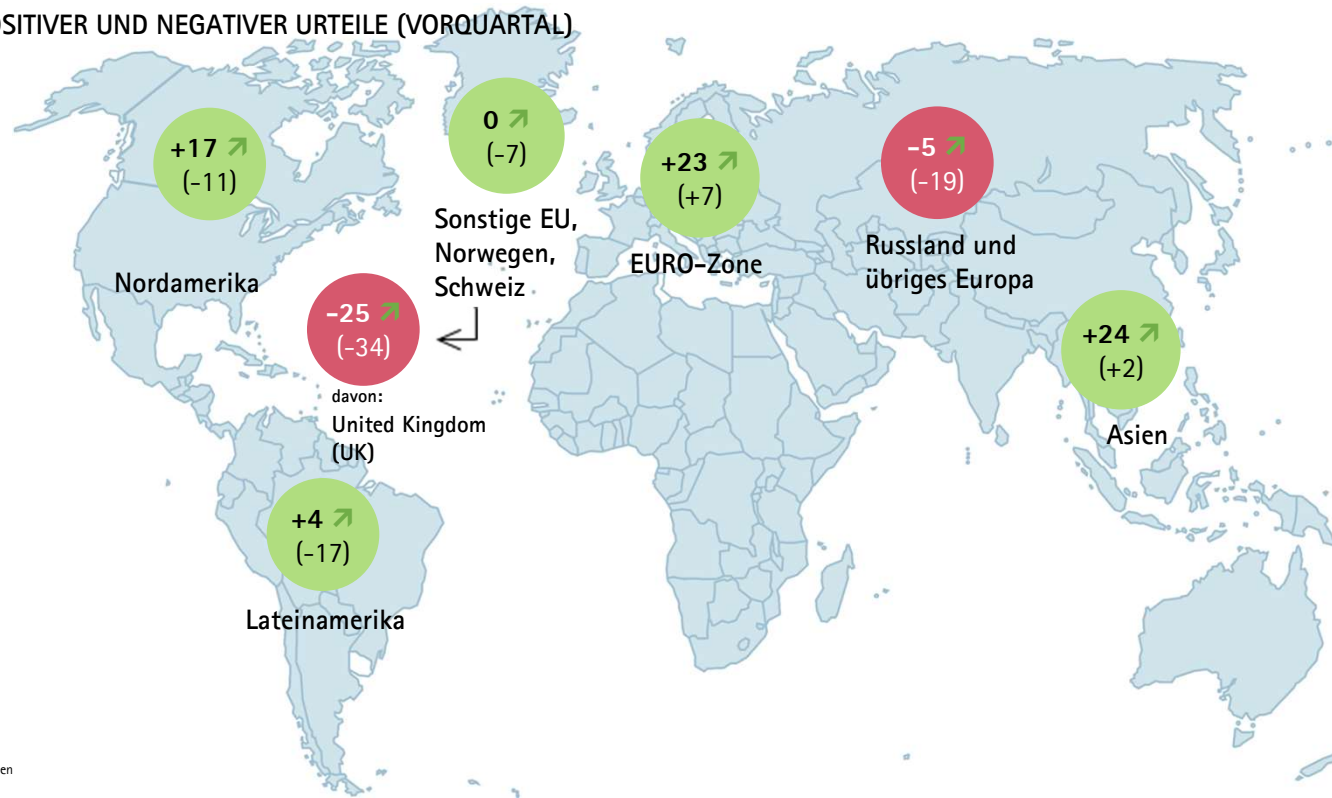 OSITIVER UND NEGATIVER URTEILE (VORQUARTAL)
+17
(-11)
Nordamerika
0
(-7)
Sonstige EU,
Norwegen,
Schweiz
+23
(+7)
EURO-Zone
-5
(-19)
Russland und
übriges Europa
-25
(-34)
davon:
United Kingdom
(UK)
+24
(+2)
Asien
+4
(-17)
Lateinamerika
en